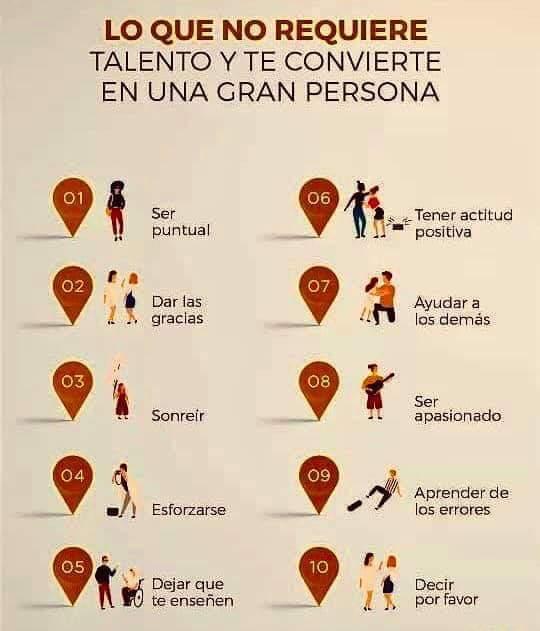 LO QUE NO REQUIERE
TALENTO Y TE CONVIERTE
EN UNA GRAN PERSONA
01
Ser
puntual
02
Dar las
gracias
03
Sonreír
04
Esforzarse
05
Dejar que
te enseñen
06
Tener actitud
positiva
07
Ayudar a
los demás
08
Ser
apasionado
09
Aprender de
los errores
10
Decir
por favor